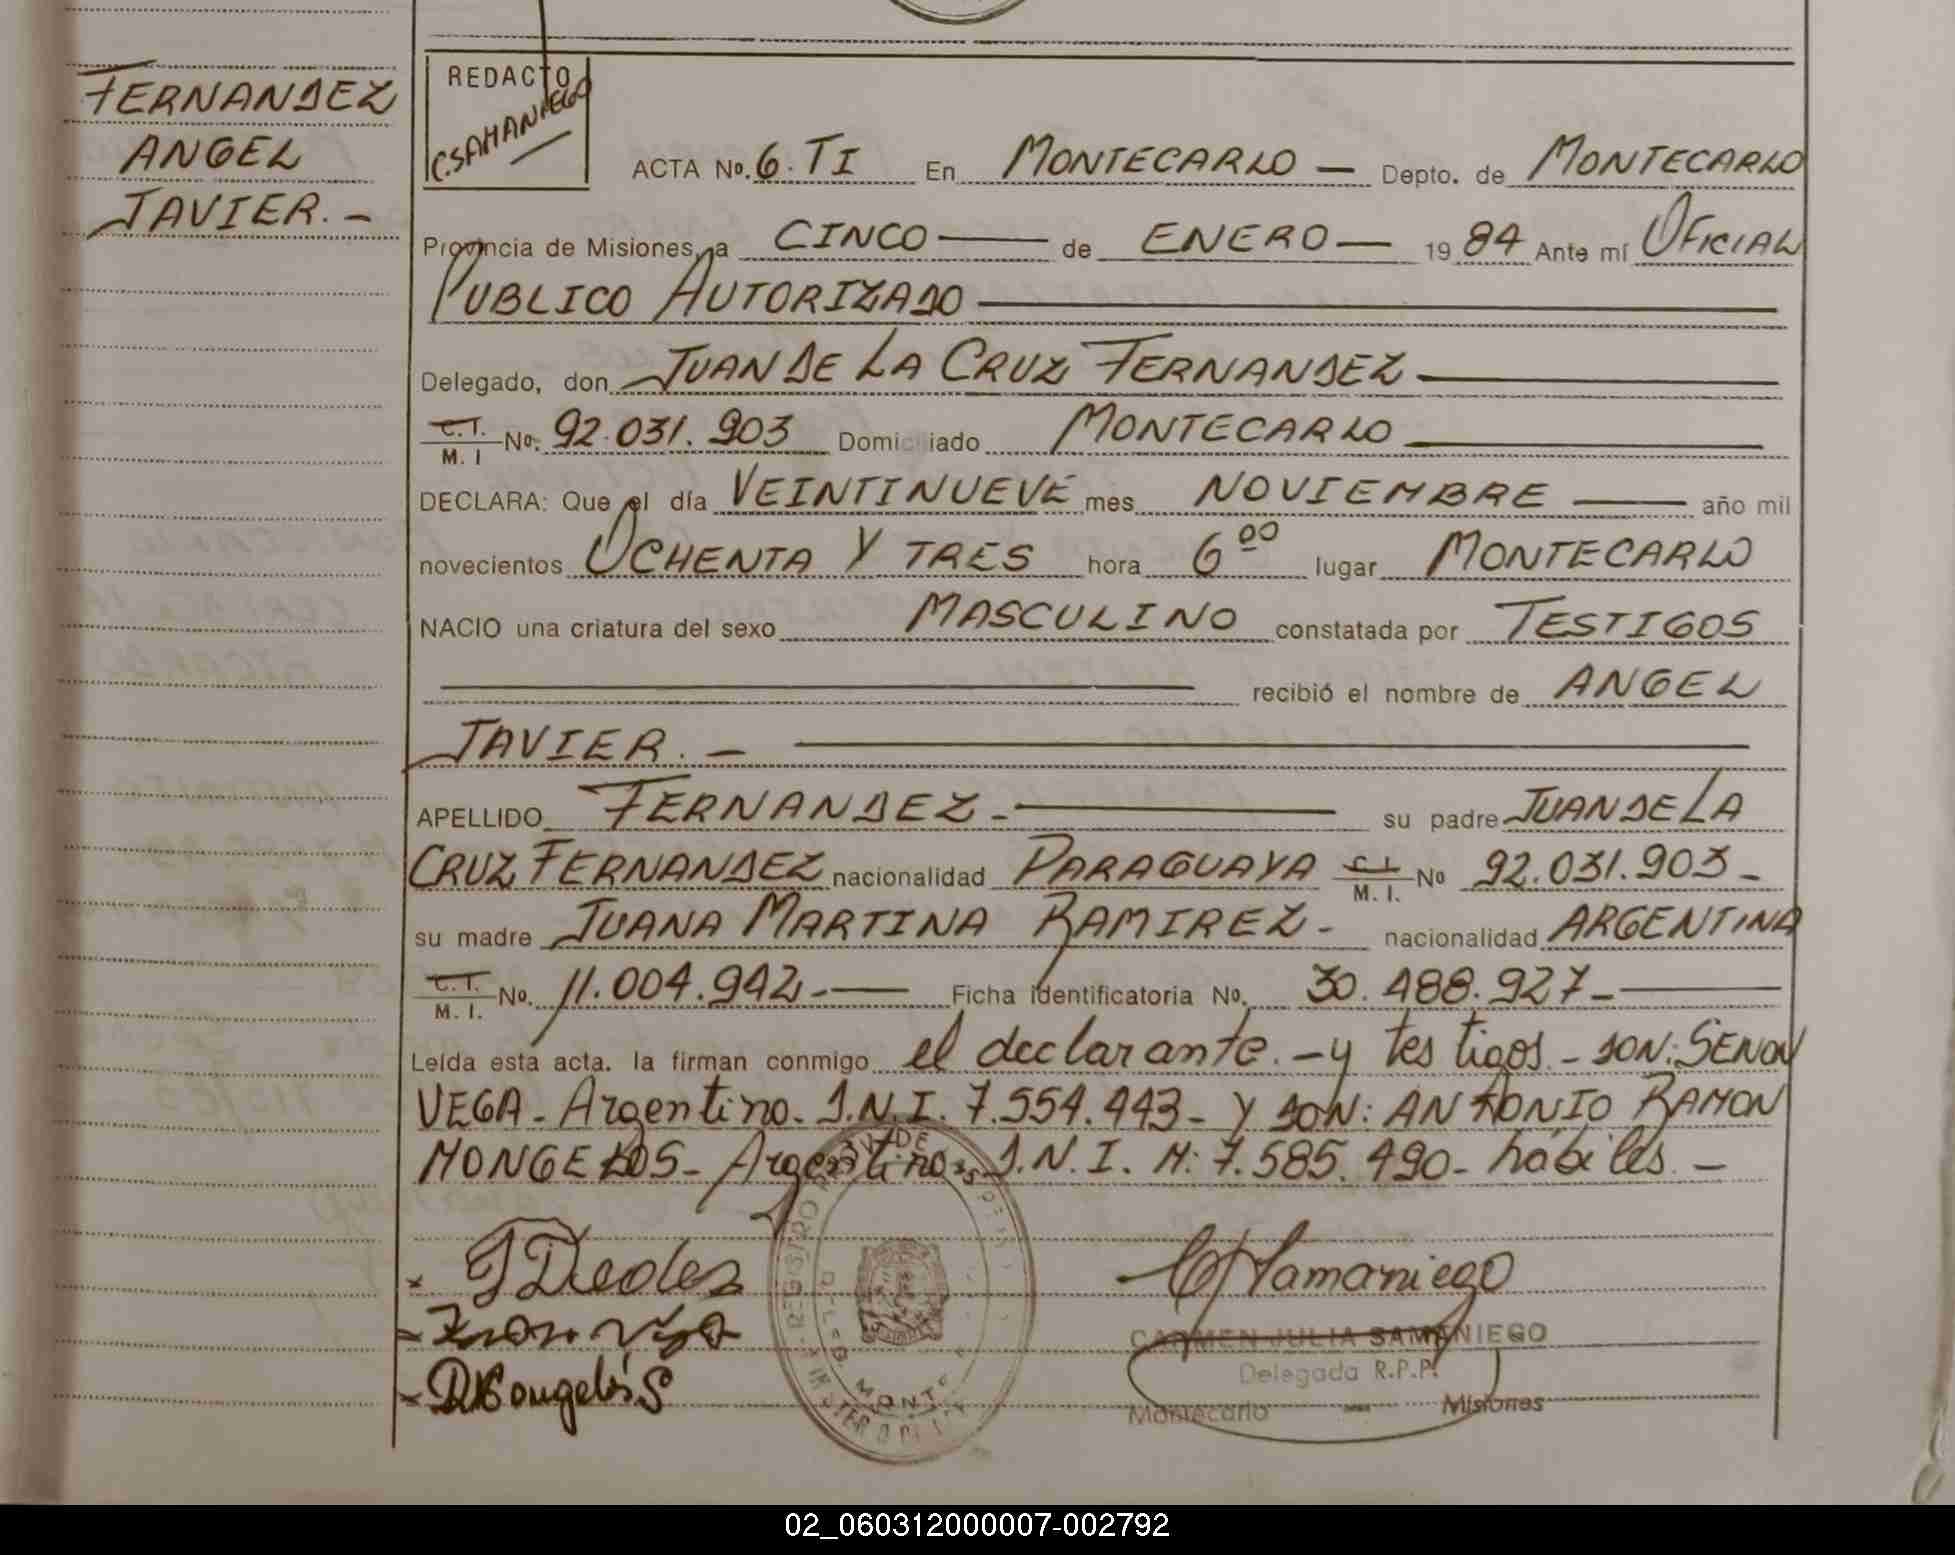 FERNANDEZ
ANGEL
JAVIER. -
REDACTO
C.SAMANIEGO
ACTA No. 6. TI En MONTECARLO — Depto. de MONTECARLO
Provincia de Misiones, a CINCO — de ENERO — 19 84 Ante mí OFICIAL
PUBLICO AUTORIZADO —
Delegado, don JUAN DE LA CRUZ FERNANDEZ —
C.I. / M. I No. 92.031.903 Domiciliado MONTECARLO —
DECLARA: Que el día VEINTINUEVE mes NOVIEMBRE — año mil
novecientos OCHENTA Y TRES hora 6 00 lugar MONTECARLO
NACIO una criatura del sexo MASCULINO constatada por TESTIGOS
— recibió el nombre de ANGEL
JAVIER. - —
APELLIDO FERNANDEZ - — su padre JUAN DE LA
CRUZ FERNANDEZ nacionalidad PARAGUAYA C.I. / M. I. No 92.031.903 -
su madre JUANA MARTINA RAMIREZ - nacionalidad ARGENTINA
C.I. / M. I. No. 11.004.942 - — Ficha identificatoria No. 30.488.927 - —
Leída esta acta, la firman conmigo el declarante. - y testigos - SON: SENON
VEGA - Argentino - D.N.I. 7.554.443 - Y SON: ANTONIO RAMON
MONGELOS - Argentino - D.N.I. M: 7.585.490 - hábiles. -
CSamaniego
CARMEN JULIA SAMANIEGO
Delegada R.P.P.
Montecarlo — Misiones
02_060312000007-002792